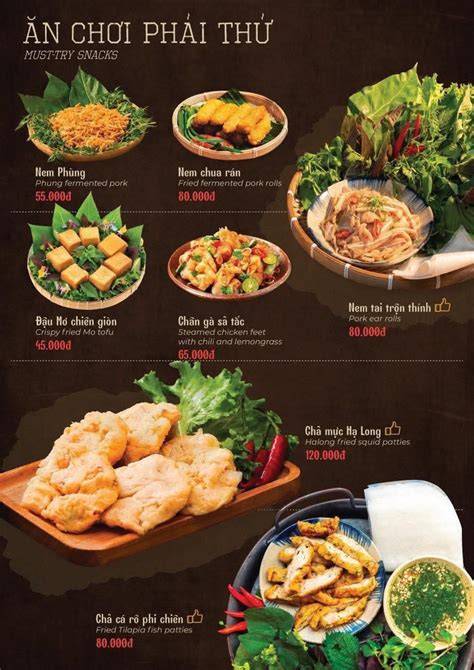 ĂN CHƠI PHẢI THỬ
MUST-TRY SNACKS
Nem Phùng
Phung fermented pork
55.000đ
Nem chua rán
Fried fermented pork rolls
80.000đ
Đậu Mơ chiên giòn
Crispy fried Mo tofu
45.000đ
Chân gà sả tắc
Steamed chicken feet
with chili and lemongrass
65.000đ
Nem tai trộn thính
Pork ear rolls
80.000đ
Chả mực Hạ Long
Halong fried squid patties
120.000đ
Chả cá rô phi chiên
Fried Tilapia fish patties
80.000đ